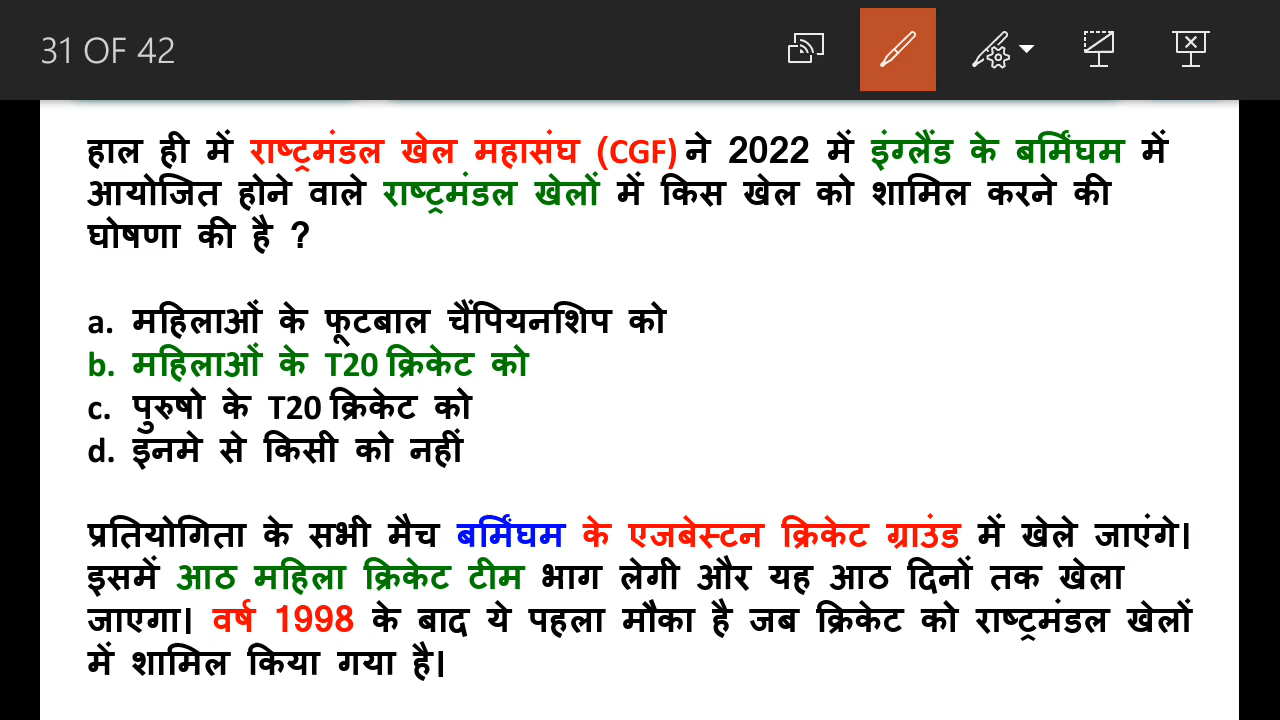 31 OF 42
हाल ही में राष्ट्रमंडल खेल महासंघ (CGF) ने 2022 में इंग्लैंड के बर्मिंघम में
आयोजित होने वाले राष्ट्रमंडल खेलों में किस खेल को शामिल करने की
घोषणा की है ?
a. महिलाओं के फूटबाल चैंपियनशिप को
b. महिलाओं के T20 क्रिकेट को
c. पुरुषो के T20 क्रिकेट को
d. इनमे से किसी को नहीं
प्रतियोगिता के सभी मैच बर्मिंघम के एजबेस्टन क्रिकेट ग्राउंड में खेले जाएंगे।
इसमें आठ महिला क्रिकेट टीम भाग लेगी और यह आठ दिनों तक खेला
जाएगा। वर्ष 1998 के बाद ये पहला मौका है जब क्रिकेट को राष्ट्रमंडल खेलों
में शामिल किया गया है।